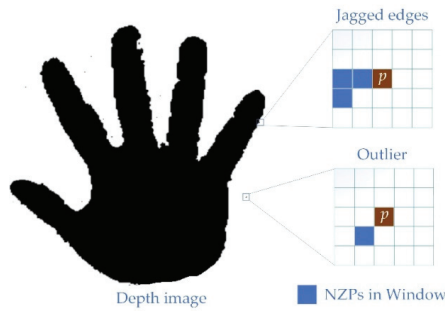 Jagged edges
p
Outlier
p
Depth image
NZPs in Window